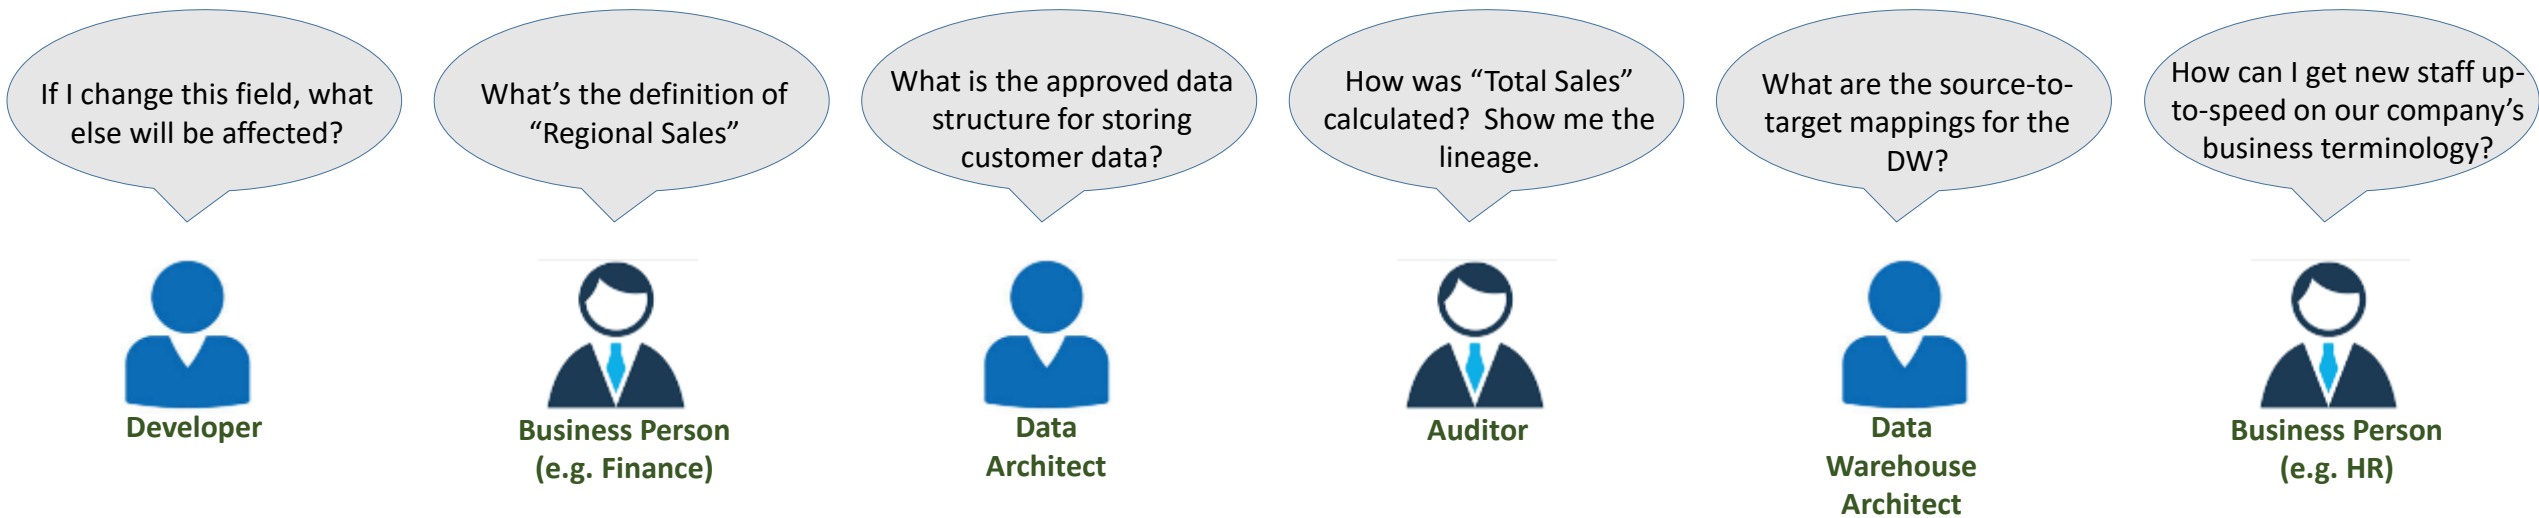 If I change this field, what
else will be affected?
What’s the definition of
“Regional Sales”
What is the approved data
structure for storing
customer data?
How was “Total Sales”
calculated?  Show me the
lineage.
What are the source-to-
target mappings for the
DW?
How can I get new staff up-
to-speed on our company’s
business terminology?
Developer
Business Person
(e.g. Finance)
Data
Architect
Auditor
Data
Warehouse
Architect
Business Person
(e.g. HR)